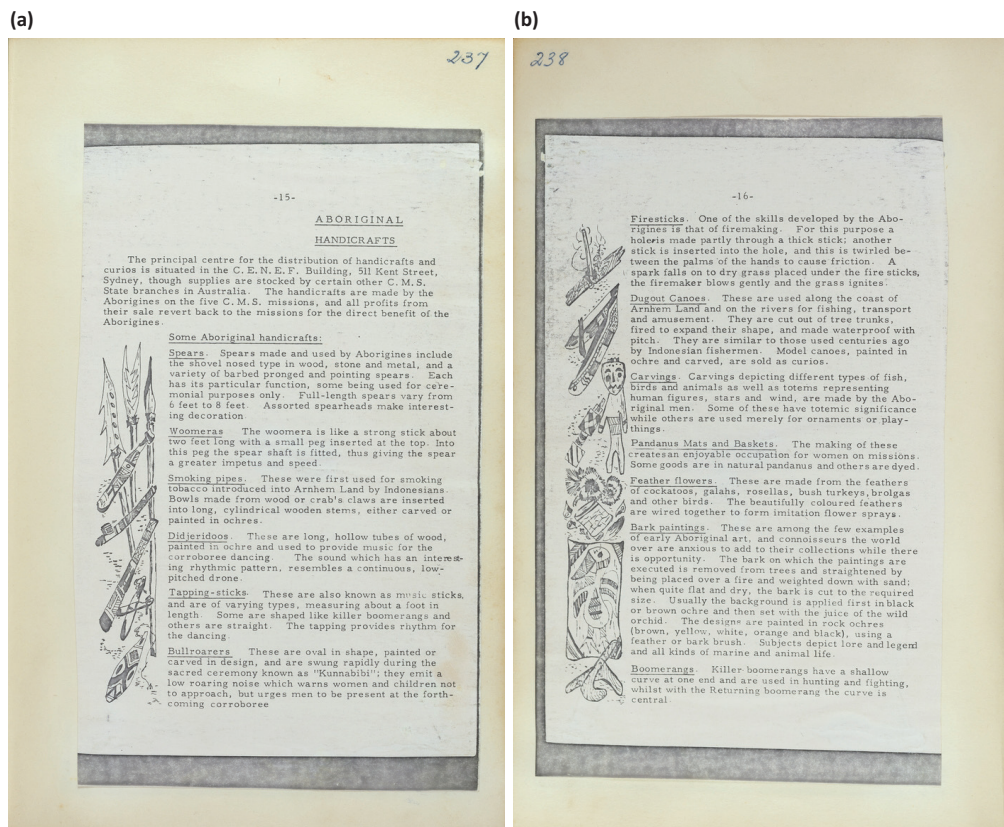 (a)
237
-15-
ABORIGINAL
HANDICRAFTS
The principal centre for the distribution of handicrafts and
curios is situated in the C.E.N.E.F. Building, 511 Kent Street,
Sydney, though supplies are stocked by certain other C.M.S.
State branches in Australia. The handicrafts are made by the
Aborigines on the five C.M.S. missions, and all profits from
their sale revert back to the missions for the direct benefit of the
Aborigines.
Some Aboriginal handicrafts:
Spears. Spears made and used by Aborigines include
the shovel nosed type in wood, stone and metal, and a
variety of barbed pronged and pointing spears. Each
has its particular function, some being used for cere-
monial purposes only. Full-length spears vary from
6 feet to 8 feet. Assorted spearheads make interest-
ing decoration.
Woomeras The woomera is like a strong stick about
two feet long with a small peg inserted at the top. Into
this peg the spear shaft is fitted, thus giving the spear
a greater impetus and speed.
Smoking pipes. These were first used for smoking
tobacco introduced into Arnhem Land by Indonesians.
Bowls made from wood or crab's claws are inserted
into long, cylindrical wooden stems, either carved or
painted in ochres.
Didjeridoos. These are long, hollow tubes of wood,
painted in ochre and used to provide music for the
corroboree dancing. The sound which has an interest-
ing rhythmic pattern, resembles a continuous, low-
pitched drone.
Tapping-sticks. These are also known as music sticks,
and are of varying types, measuring about a foot in
length. Some are shaped like killer boomerangs and
others are straight. The tapping provides rhythm for
the dancing.
Bullroarers These are oval in shape, painted or
carved in design, and are swung rapidly during the
sacred ceremony known as "Kunnabibi"; they emit a
low roaring noise which warns women and children not
to approach, but urges men to be present at the forth-
coming corroboree
(b)
238
-16-
Firesticks. One of the skills developed by the Abo-
rigines is that of firemaking. For this purpose a
hole is made partly through a thick stick; another
stick is inserted into the hole, and this is twirled be-
tween the palms of the hands to cause friction. A
spark falls on to dry grass placed under the fire sticks,
the firemaker blows gently and the grass ignites.
Dugout Canoes. These are used along the coast of
Arnhem Land and on the rivers for fishing, transport
and amusement. They are cut out of tree trunks,
fired to expand their shape, and made waterproof with
pitch. They are similar to those used centuries ago
by Indonesian fishermen. Model canoes, painted in
ochre and carved, are sold as curios.
Carvings. Carvings depicting different types of fish,
birds and animals as well as totems representing
human figures, stars and wind, are made by the Abo-
riginal men. Some of these have totemic significance
while others are used merely for ornaments or play-
things.
Pandanus Mats and Baskets. The making of these
creates an enjoyable occupation for women on missions.
Some goods are in natural pandanus and others are dyed.
Feather flowers. These are made from the feathers
of cockatoos, galahs, rosellas, bush turkeys, brolgas
and other birds. The beautifully coloured feathers
are wired together to form imitation flower sprays.
Bark paintings. These are among the few examples
of early Aboriginal art, and connoisseurs the world
over are anxious to add to their collections while there
is opportunity. The bark on which the paintings are
executed is removed from trees and straightened by
being placed over a fire and weighted down with sand;
when quite flat and dry, the bark is cut to the required
size. Usually the background is applied first in black
or brown ochre and then set with the juice of the wild
orchid. The designs are painted in rock ochres
(brown, yellow, white, orange and black), using a
feather or bark brush. Subjects depict lore and legend
and all kinds of marine and animal life.
Boomerangs. Killer boomerangs have a shallow
curve at one end and are used in hunting and fighting,
whilst with the Returning boomerang the curve is
central.